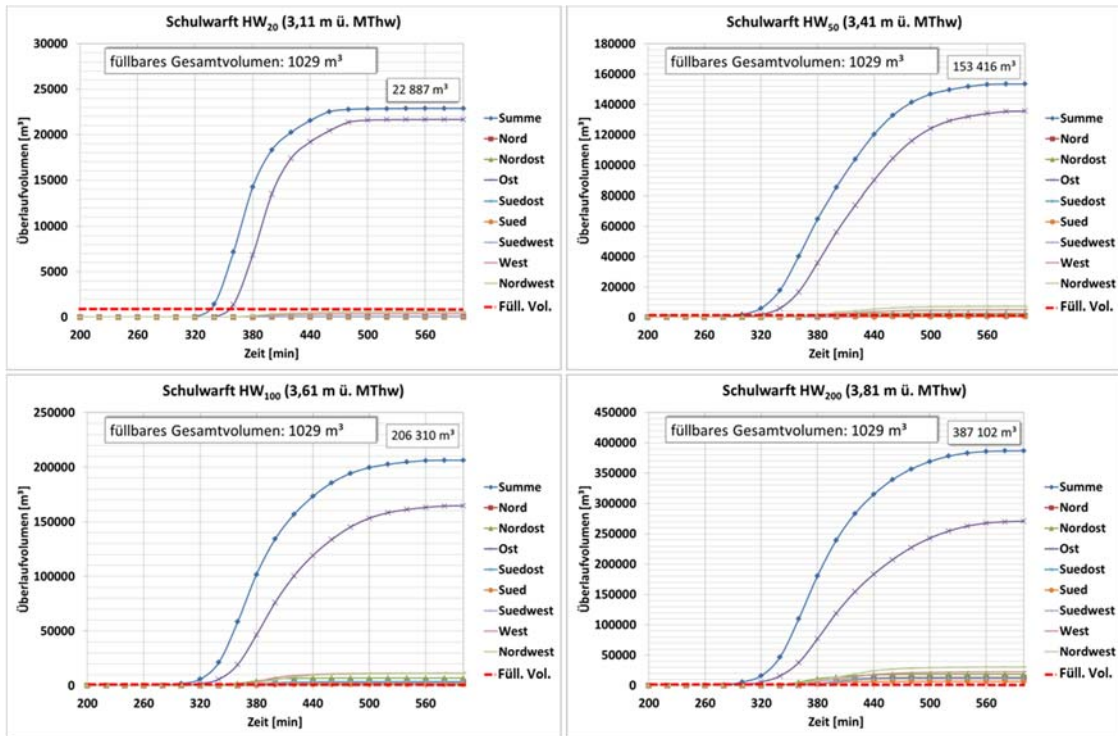 Schulwarft HW20 (3,11 m ü. MThw)
füllbares Gesamtvolumen: 1029 m³
22 887 m³
Überlaufvolumen [m³]
30000
25000
20000
15000
10000
5000
0
200 260 320 380 440 500 560
Zeit [min]
Summe
Nord
Nordost
Ost
Suedost
Sued
Suedwest
West
Nordwest
Füll. Vol.
Schulwarft HW50 (3,41 m ü. MThw)
füllbares Gesamtvolumen: 1029 m³
153 416 m³
Überlaufvolumen [m³]
180000
160000
140000
120000
100000
80000
60000
40000
20000
0
200 260 320 380 440 500 560
Zeit [min]
Summe
Nord
Nordost
Ost
Suedost
Sued
Suedwest
West
Nordwest
Füll. Vol.
Schulwarft HW100 (3,61 m ü. MThw)
füllbares Gesamtvolumen: 1029 m³
206 310 m³
Überlaufvolumen [m³]
250000
200000
150000
100000
50000
0
200 260 320 380 440 500 560
Zeit [min]
Summe
Nord
Nordost
Ost
Suedost
Sued
Suedwest
West
Nordwest
Füll. Vol.
Schulwarft HW200 (3,81 m ü. MThw)
füllbares Gesamtvolumen: 1029 m³
387 102 m³
Überlaufvolumen [m³]
450000
400000
350000
300000
250000
200000
150000
100000
50000
0
200 260 320 380 440 500 560
Zeit [min]
Summe
Nord
Nordost
Ost
Suedost
Sued
Suedwest
West
Nordwest
Füll. Vol.